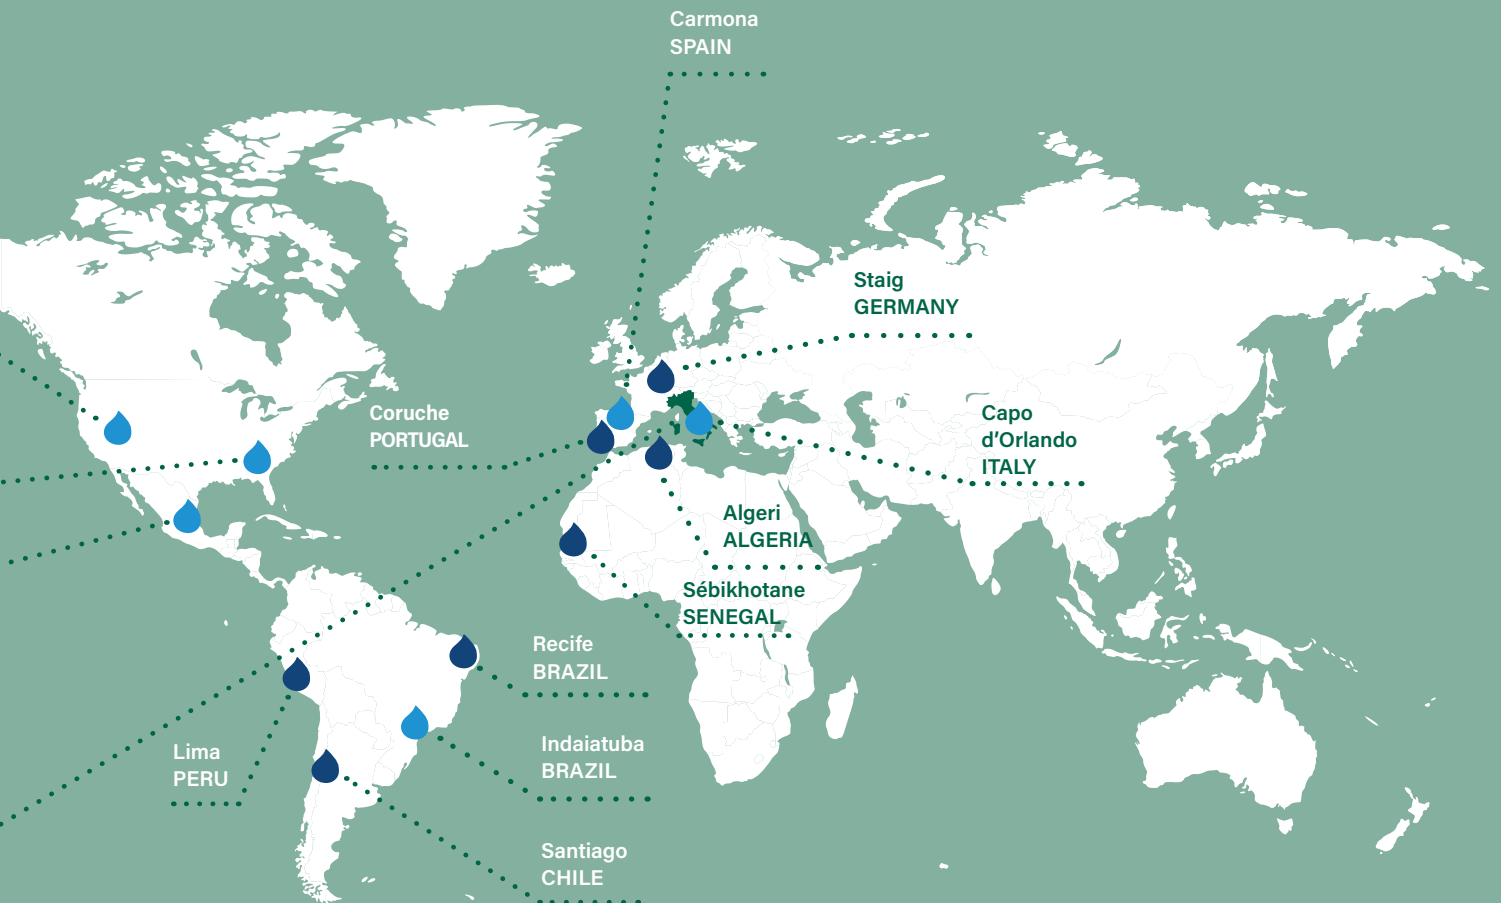 Carmona
SPAIN
Staig
GERMANY
Coruche
PORTUGAL
Capo
d’Orlando
ITALY
Algeri
ALGERIA
Sébikhotane
SENEGAL
Recife
BRAZIL
Lima
PERU
Indaiatuba
BRAZIL
Santiago
CHILE